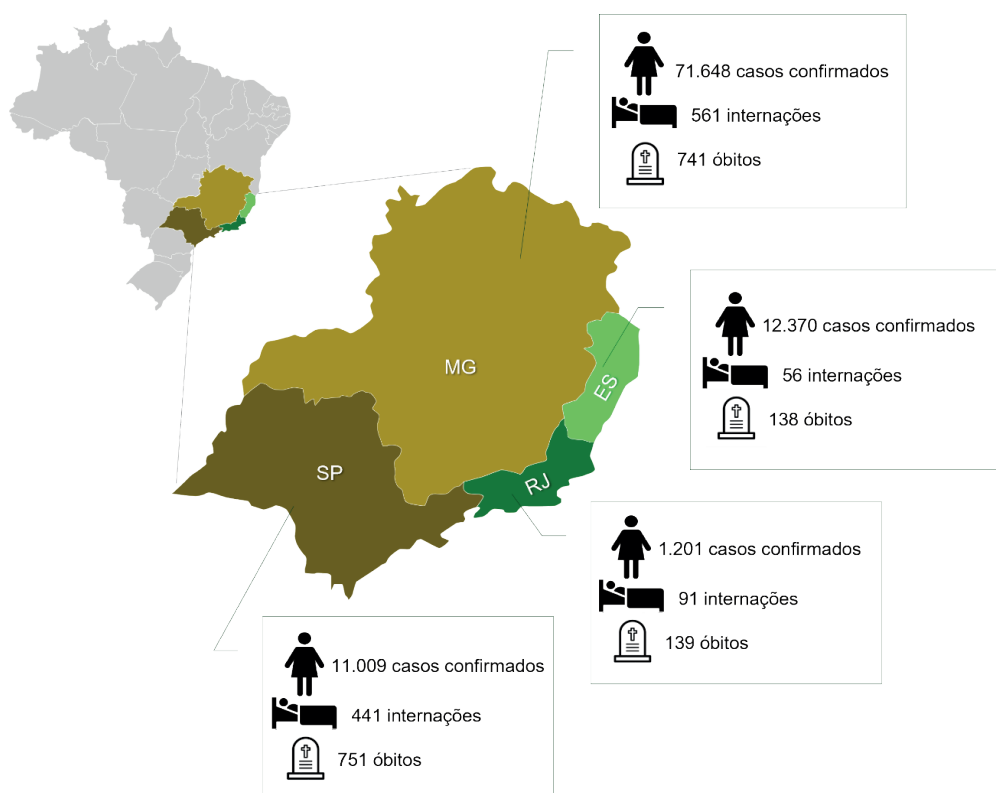 71.648 casos confirmados
561 internações
741 óbitos
MG
ES
12.370 casos confirmados
56 internações
138 óbitos
SP
RJ
1.201 casos confirmados
91 internações
139 óbitos
11.009 casos confirmados
441 internações
751 óbitos